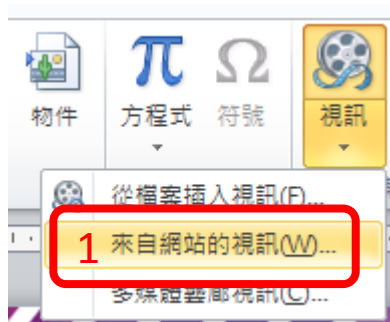 π Ω
物件 方程式 符號 視訊
從檔案插入視訊(F)...
1 來自網站的視訊(W)...
多媒體藝廊視訊(C)...